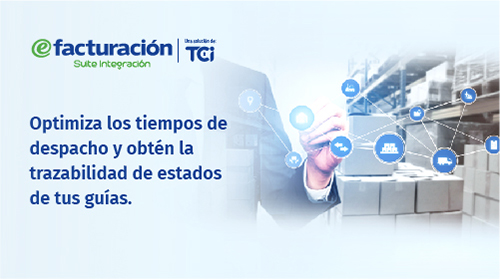 efacturación
Suite Integración
Una solución de:
TCi
Optimiza los tiempos de
despacho y obtén la
trazabilidad de estados
de tus guías.